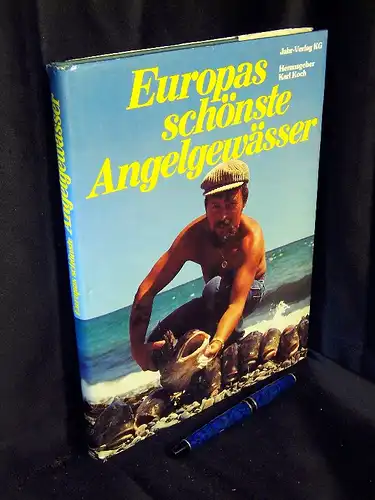 Jahr-Verlag KG
Herausgeber
Karl Koch
Europas
schönste
Angelgewässer
Europas schönste Angelgewässer